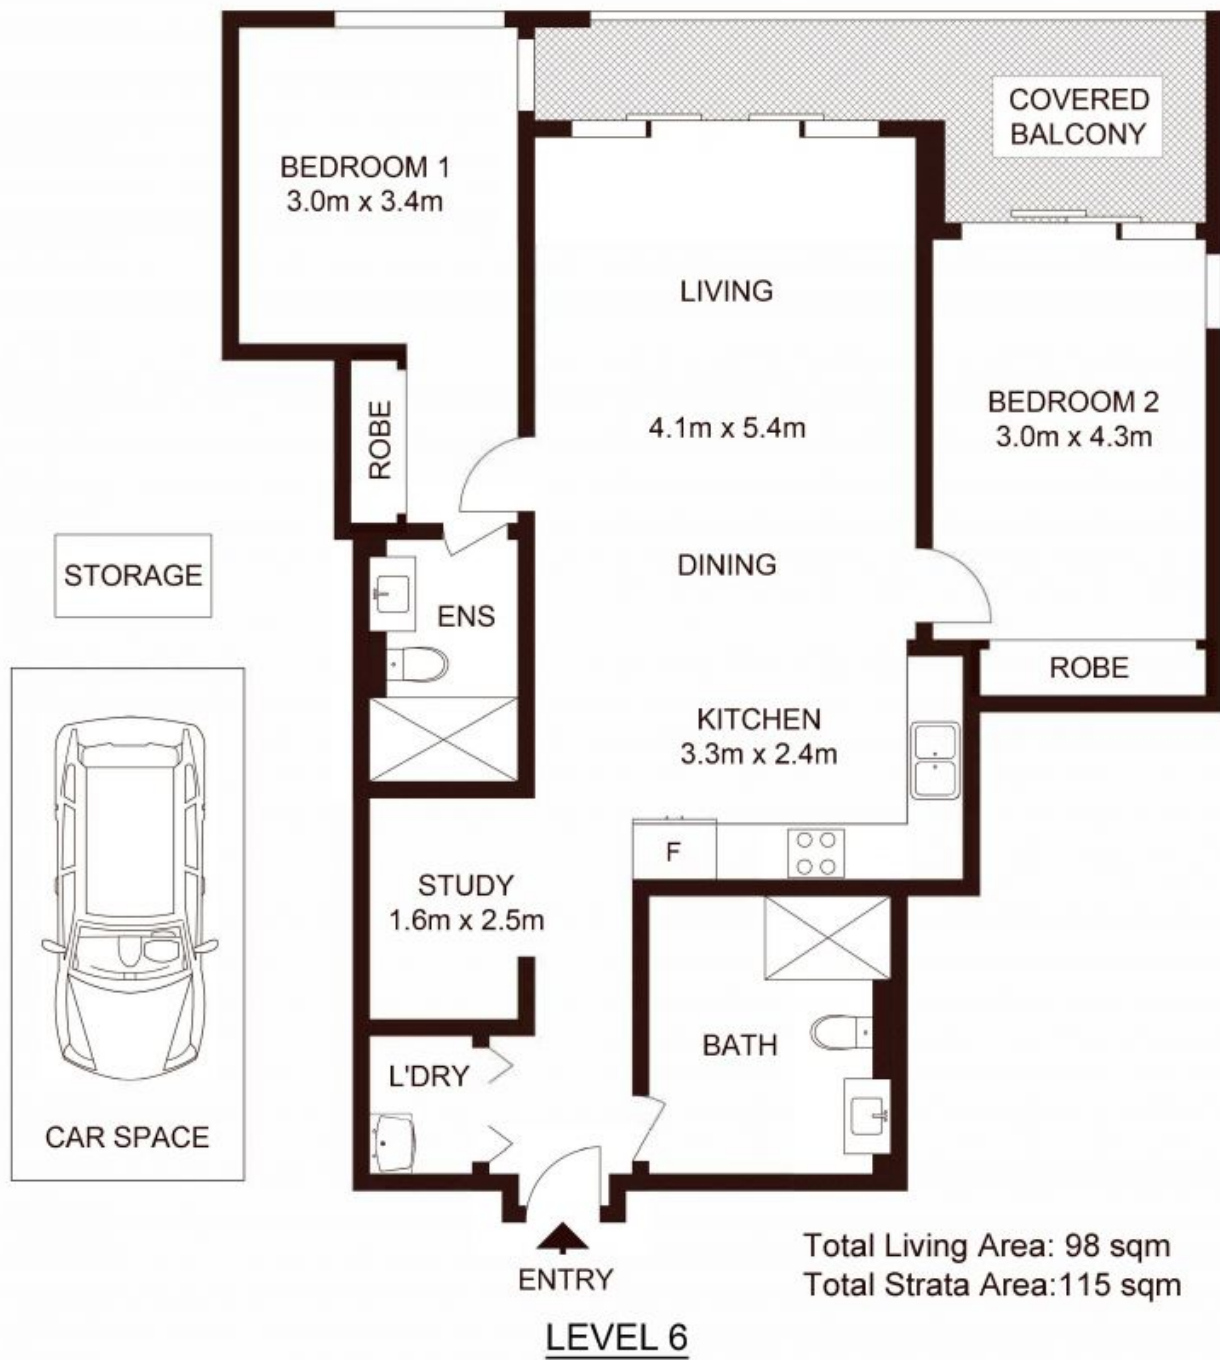 COVERED
BALCONY
BEDROOM 1
3.0m x 3.4m
LIVING
4.1m x 5.4m
BEDROOM 2
3.0m x 4.3m
ROBE
DINING
STORAGE
ENS
ROBE
KITCHEN
3.3m x 2.4m
F
STUDY
1.6m x 2.5m
BATH
L'DRY
CAR SPACE
ENTRY
Total Living Area: 98 sqm
Total Strata Area:115 sqm
LEVEL 6